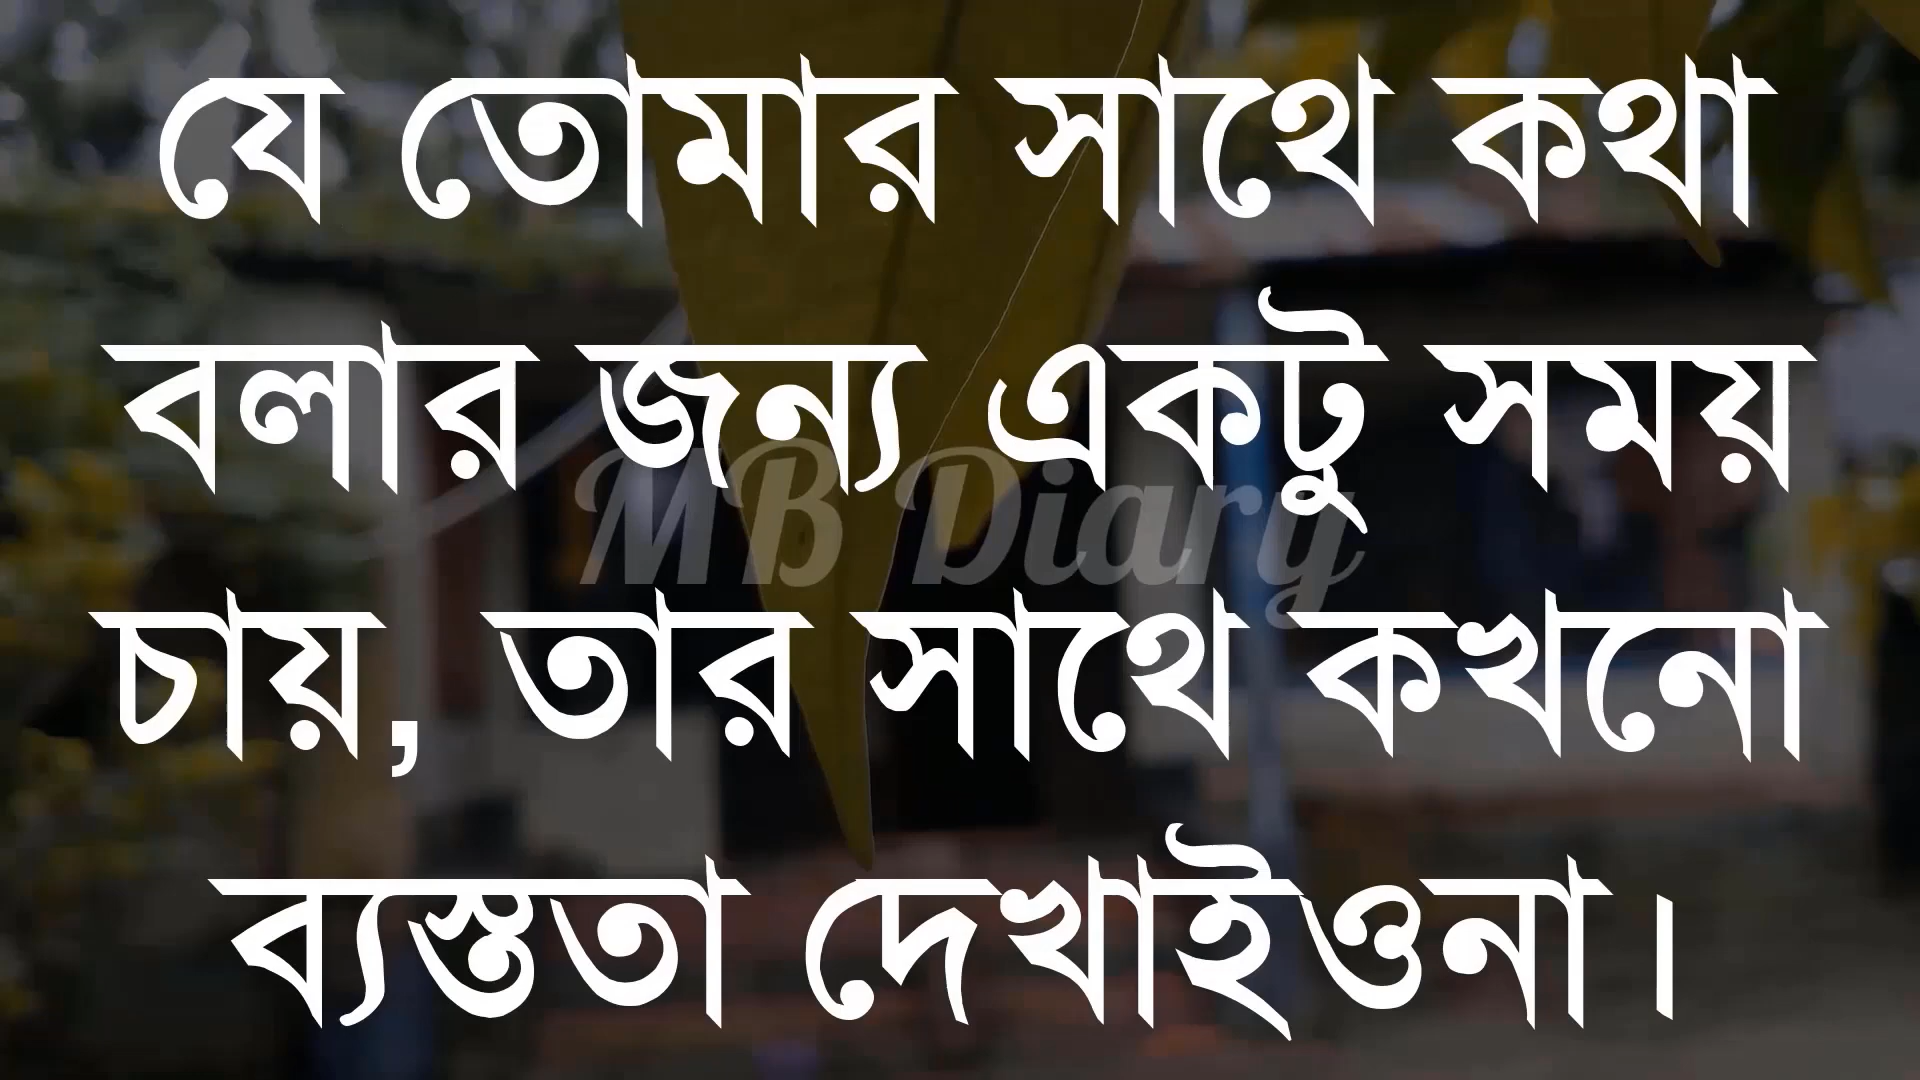 যে তোমার সাথে কথা
বলার জন্য একটু সময়
MB Diary
চায়, তার সাথে কখনো
ব্যস্ততা দেখাইওনা।